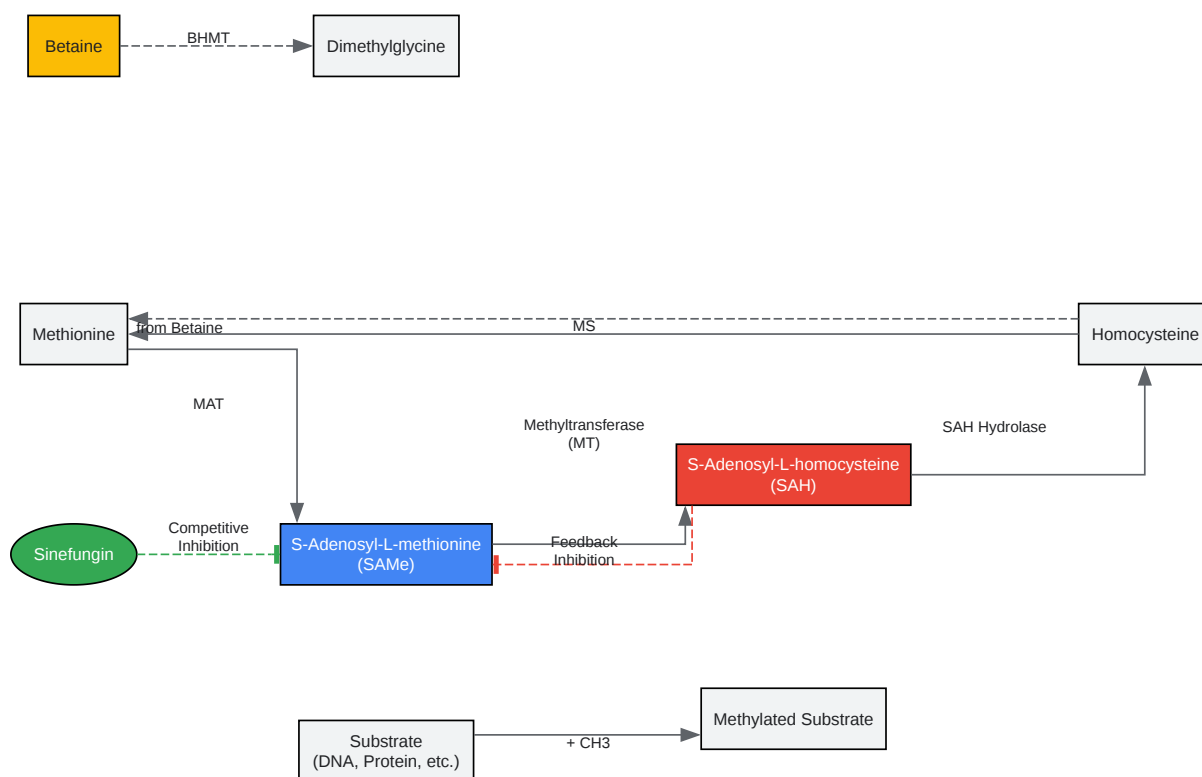 Betaine
BHMT
Dimethylglycine
Methionine
from Betaine
MS
Homocysteine
MAT
Methyltransferase
(MT)
SAH Hydrolase
S-Adenosyl-L-homocysteine
(SAH)
Sinefungin
Competitive
Inhibition
S-Adenosyl-L-methionine
(SAMe)
Feedback
Inhibition
Substrate
(DNA, Protein, etc.)
+ CH3
Methylated Substrate